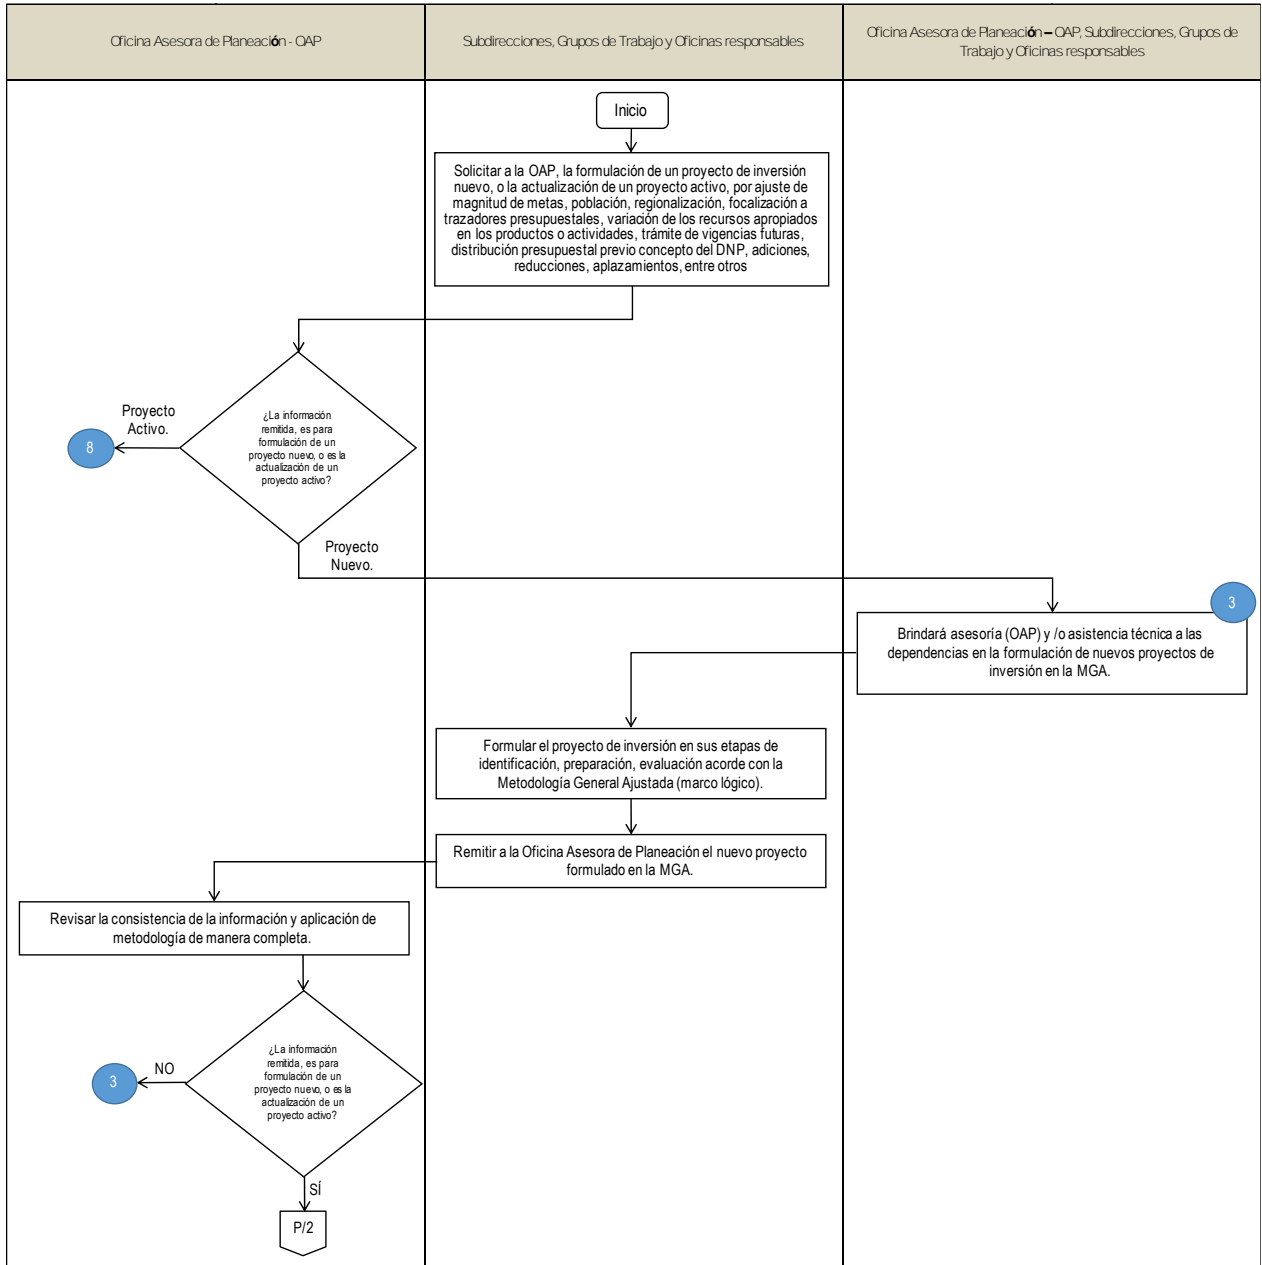 Oficina Asesora de Planeación - OAP
Subdirecciones, Grupos de Trabajo y Oficinas responsables
Oficina Asesora de Planeación – OAP, Subdirecciones, Grupos de
Trabajo y Oficinas responsables
Inicio
Solicitar a la OAP, la formulación de un proyecto de inversión
nuevo, o la actualización de un proyecto activo, por ajuste de
magnitud de metas, población, regionalización, focalización a
trazadores presupuestales, variación de los recursos apropiados
en los productos o actividades, trámite de vigencias futuras,
distribución presupuestal previo concepto del DNP, adiciones,
reducciones, aplazamientos, entre otros
¿La información
remitida, es para
formulación de un
proyecto nuevo, o es la
actualización de un
proyecto activo?
Proyecto
Activo.
8
Proyecto
Nuevo.
3
Brindará asesoría (OAP) y /o asistencia técnica a las
dependencias en la formulación de nuevos proyectos de
inversión en la MGA.
Formular el proyecto de inversión en sus etapas de
identificación, preparación, evaluación acorde con la
Metodología General Ajustada (marco lógico).
Remitir a la Oficina Asesora de Planeación el nuevo proyecto
formulado en la MGA.
Revisar la consistencia de la información y aplicación de
metodología de manera completa.
¿La información
remitida, es para
formulación de un
proyecto nuevo, o es la
actualización de un
proyecto activo?
NO
3
SÍ
P/2